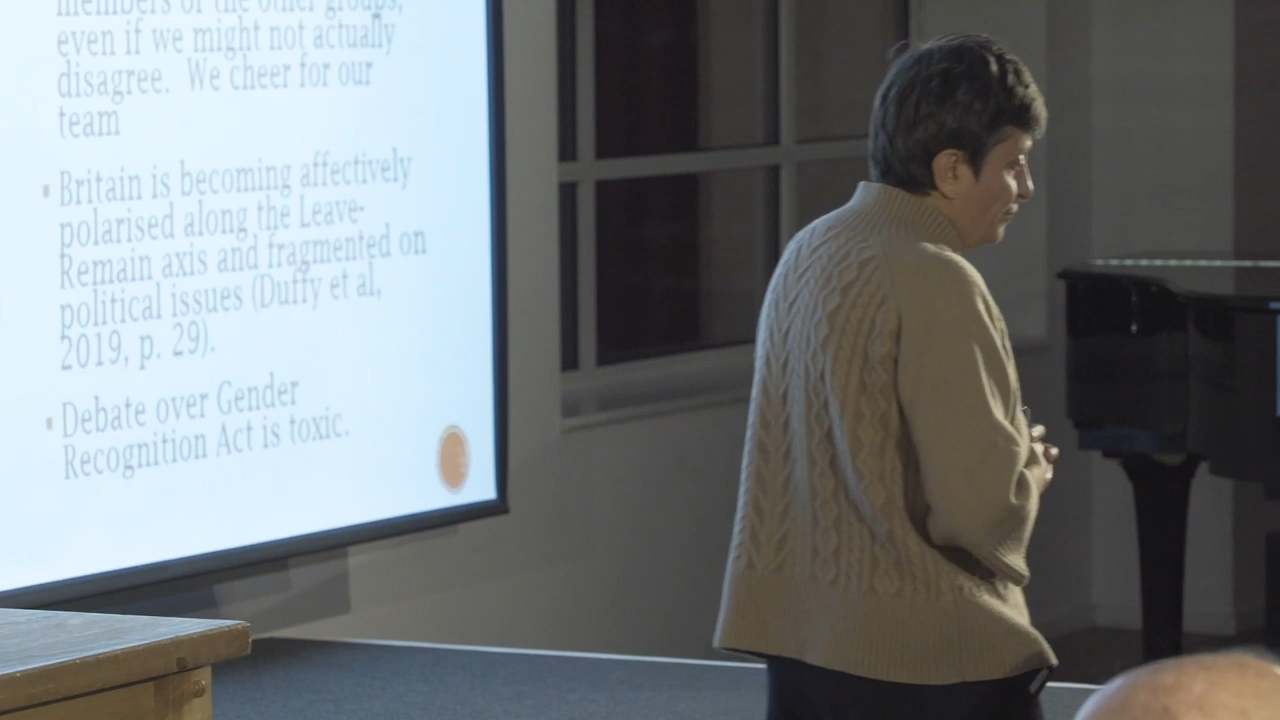 members of the other groups,
even if we might not actually
disagree. We cheer for our
team
Britain is becoming affectively
polarised along the Leave-
Remain axis and fragmented on
political issues (Duffy et al,
2019, p. 29).
Debate over Gender
Recognition Act is toxic.